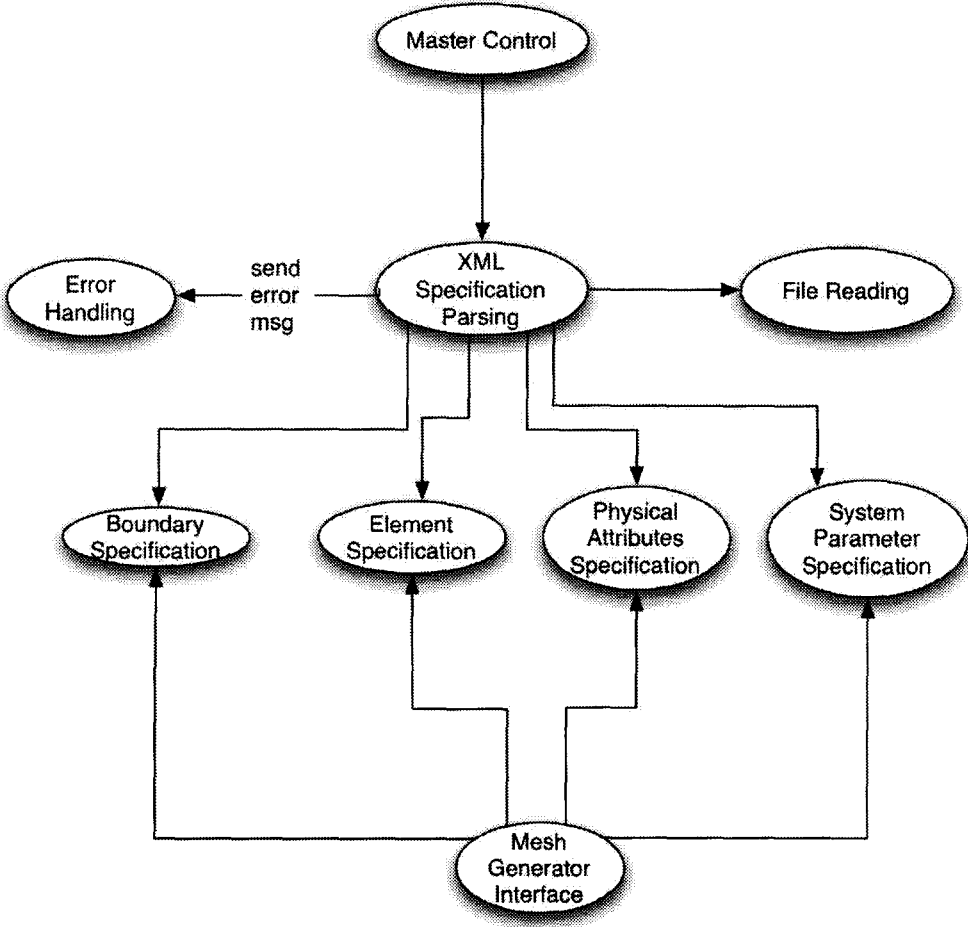 Master Control
send
error
msg
Error
Handling
XML
Specification
Parsing
File Reading
Boundary
Specification
Element
Specification
Physical
Attributes
Specification
System
Parameter
Specification
Mesh
Generator
Interface